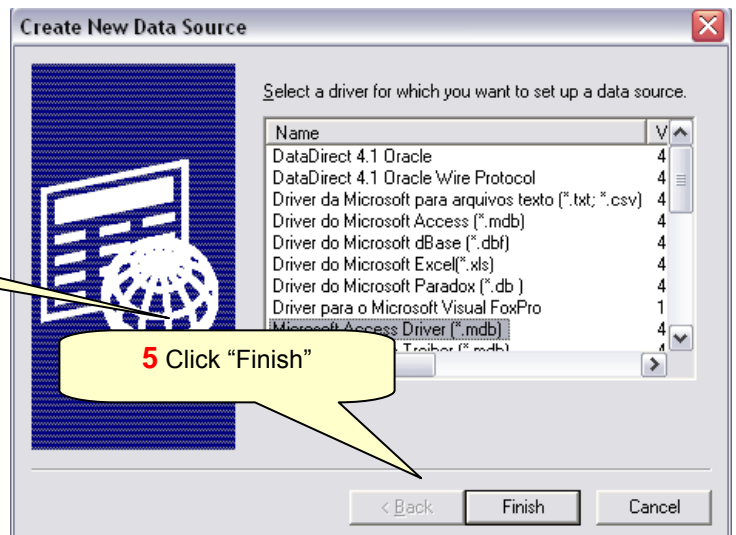 Create New Data Source
Select a driver for which you want to set up a data source.
Name V
DataDirect 4.1 Oracle 4
DataDirect 4.1 Oracle Wire Protocol 4
Driver da Microsoft para arquivos texto (*.txt; *.csv) 4
Driver do Microsoft Access (*.mdb) 4
Driver do Microsoft dBase (*.dbf) 4
Driver do Microsoft Excel(*.xls) 4
Driver do Microsoft Paradox (*.db ) 4
Driver para o Microsoft Visual FoxPro 1
Microsoft Access Driver (*.mdb) 4
Treiber (*.mdb) 4
5 Click “Finish”
< Back Finish Cancel